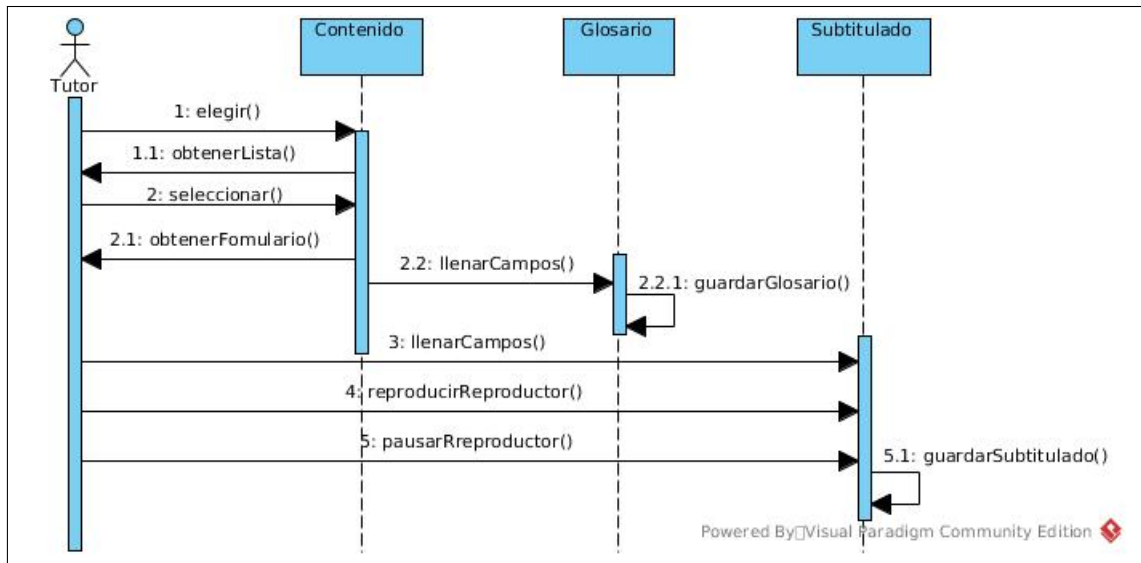 Contenido
Glosario
Subtitulado
Tutor
1: elegir()
1.1: obtenerLista()
2: seleccionar()
2.1: obtenerFomulario()
2.2: llenarCampos()
2.2.1: guardarGlosario()
3: llenarCampos()
4: reproducirReproductor()
5: pausarRreproductor()
5.1: guardarSubtitulado()
Powered By□Visual Paradigm Community Edition